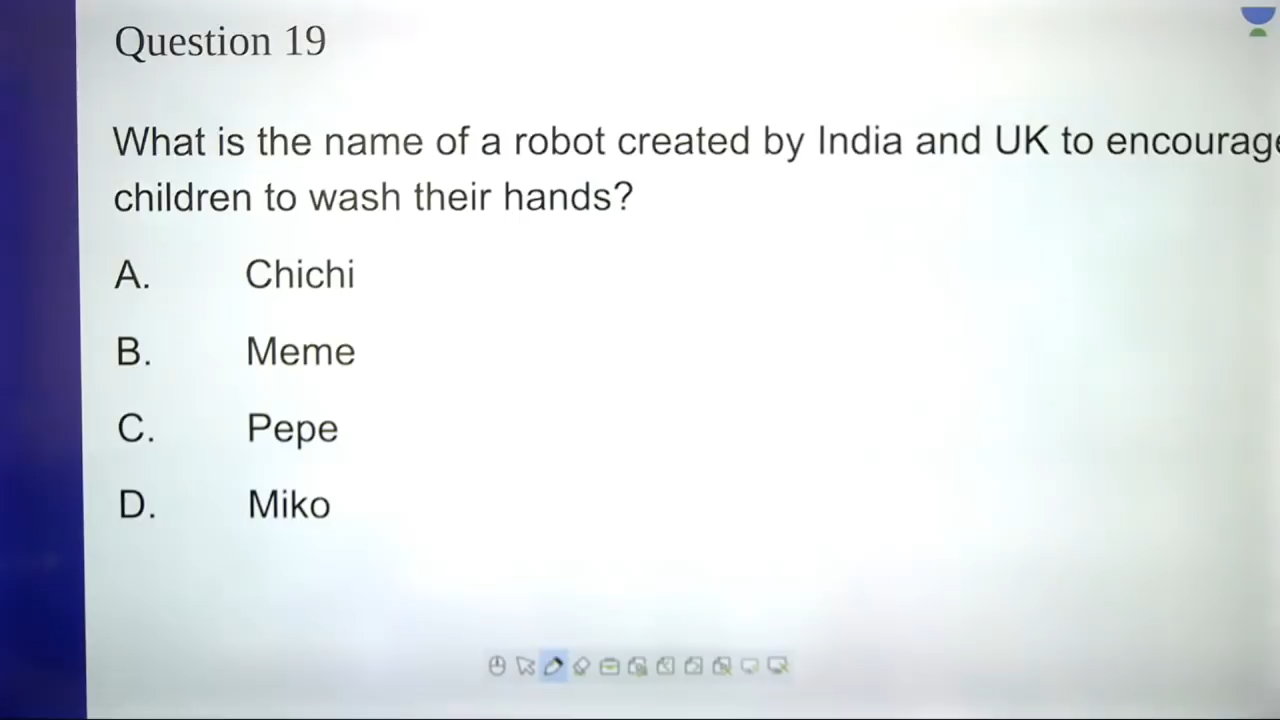 Question 19
What is the name of a robot created by India and UK to encourage
children to wash their hands?
A. Chichi
B. Meme
C. Pepe
D. Miko